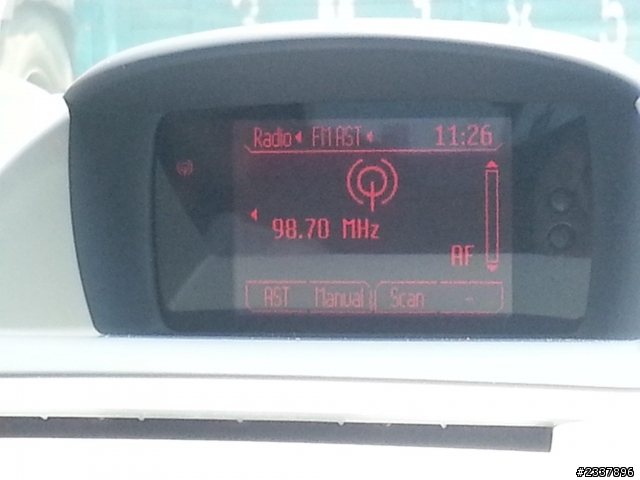 Radio FM AST 11:26
98.70 MHz
AF
AST Manual Scan -
#2337896